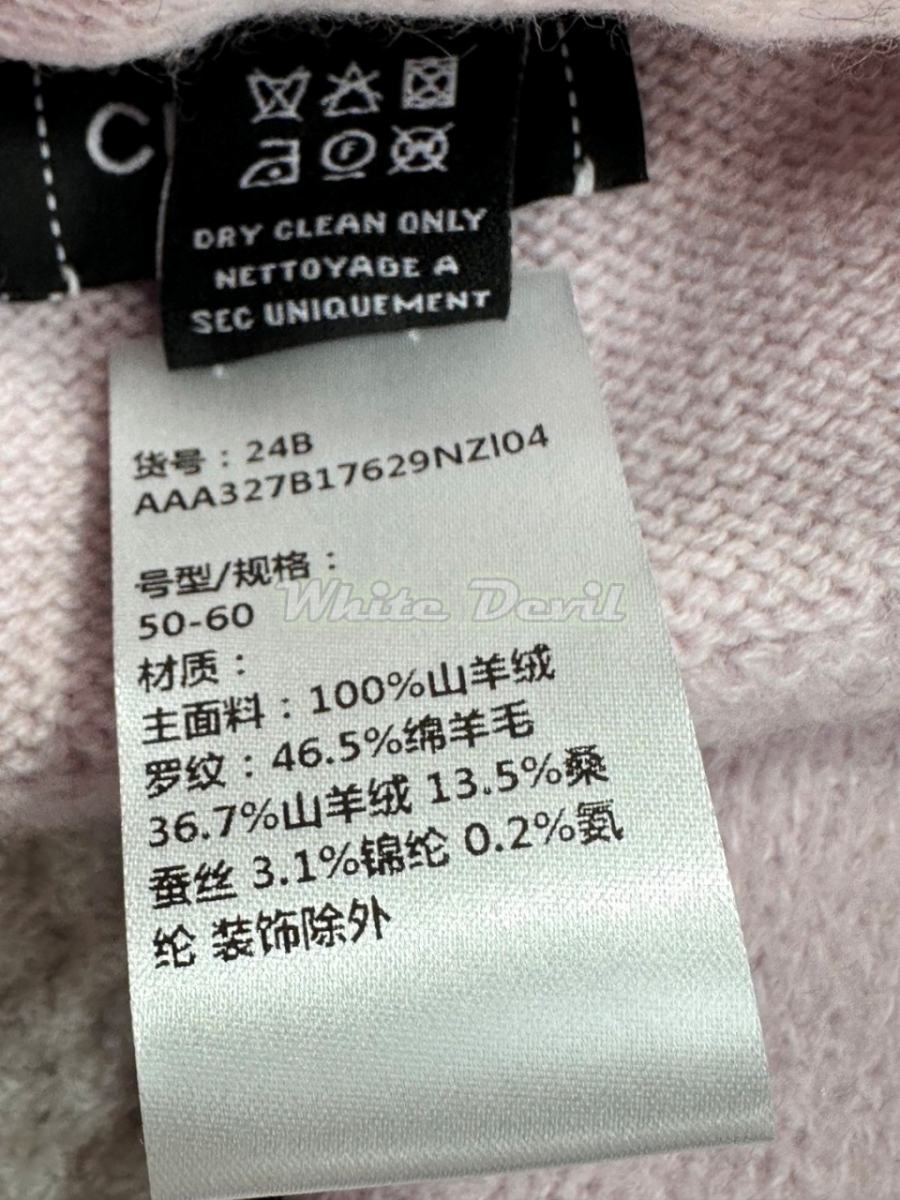 C
DRY CLEAN ONLY
NETTOYAGE A
SEC UNIQUEMENT
货号：24B
AAA327B17629NZI04
号型/规格：
50-60
White Devil
材质：
主面料：100%山羊绒
罗纹：46.5%绵羊毛
36.7%山羊绒 13.5%桑
蚕丝 3.1%锦纶 0.2%氨
纶 装饰除外